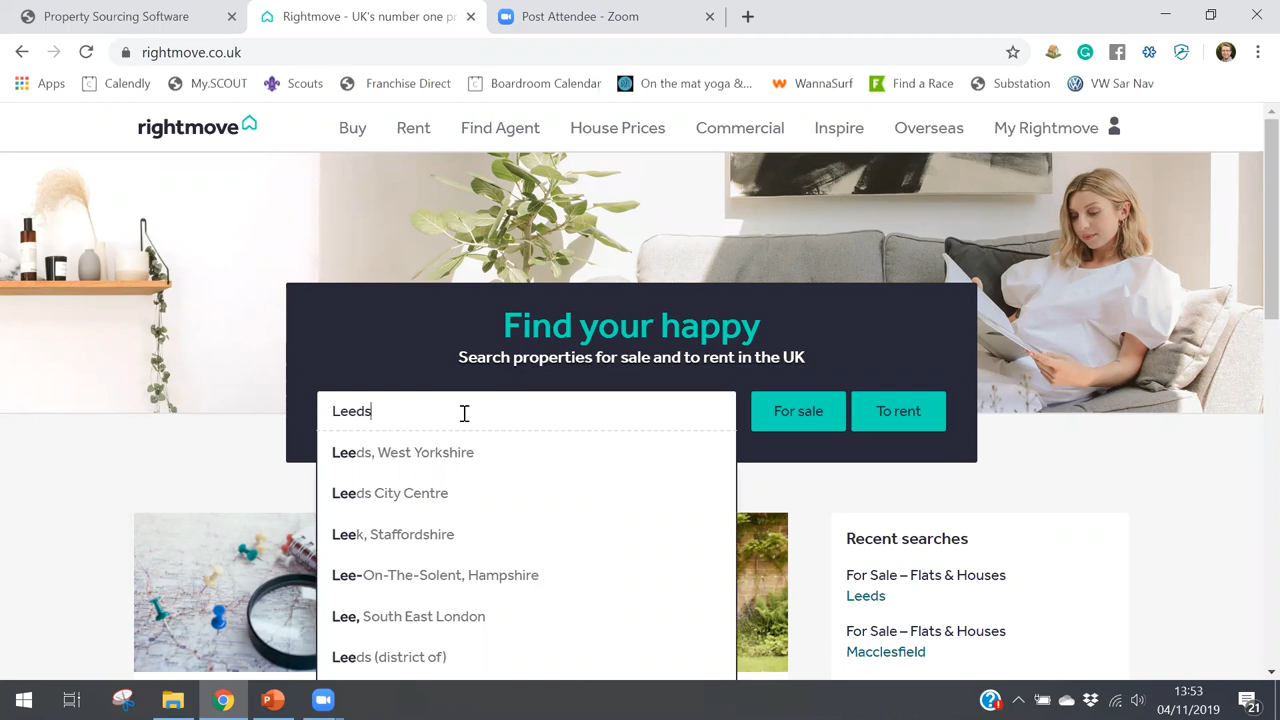 Property Sourcing Software
Rightmove - UK's number one pr
Post Attendee - Zoom
rightmove.co.uk
Apps
Calendly
My.SCOUT
Scouts
Franchise Direct
Boardroom Calendar
On the mat yoga &...
WannaSurf
Find a Race
Substation
VW Sar Nav
rightmove
Buy
Rent
Find Agent
House Prices
Commercial
Inspire
Overseas
My Rightmove
Find your happy
Search properties for sale and to rent in the UK
Leeds
For sale
To rent
Leeds, West Yorkshire
Leeds City Centre
Leek, Staffordshire
Lee-On-The-Solent, Hampshire
Lee, South East London
Leeds (district of)
Recent searches
For Sale – Flats & Houses
Leeds
For Sale – Flats & Houses
Macclesfield
13:53
04/11/2019
21